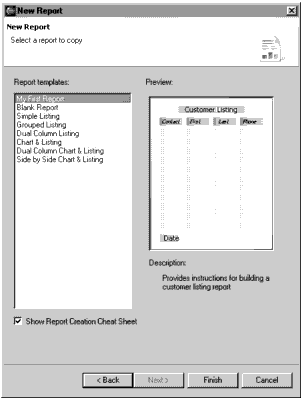 New Report
New Report
Select a report to copy
Report templates:
Preview:
My First Report
Blank Report
Simple Listing
Grouped Listing
Dual Column Listing
Chart & Listing
Dual Column Chart & Listing
Side by Side Chart & Listing
Customer Listing
Contact First Last Phone
Date
Description:
Provides instructions for building a
customer listing report
Show Report Creation Cheat Sheet
< Back Next > Finish Cancel